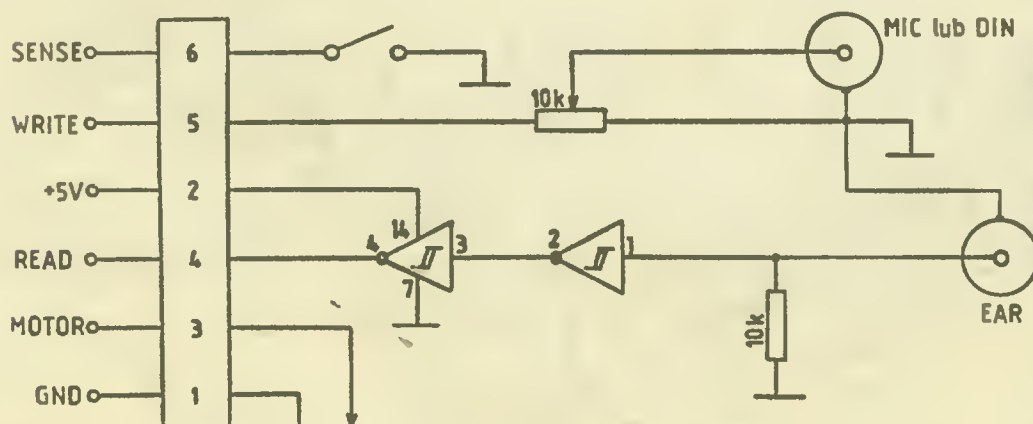 MIC lub DIN
SENSE
6
10k
WRITE
5
+5V
2
14
4
3
2
1
READ
4
7
EAR
MOTOR
3
10k
GND
1